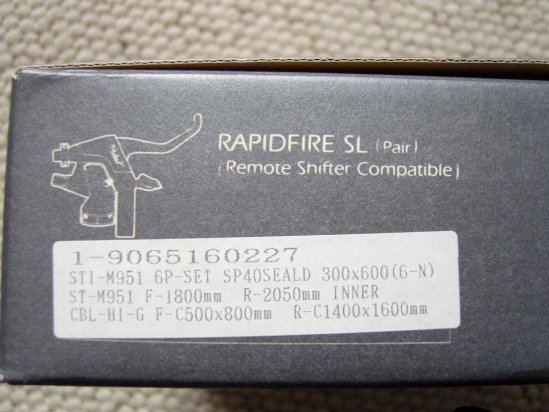 RAPIDFIRE SL (Pair)
(Remote Shifter Compatible)
1-9065160227
STI-M951 6P-SET SP40SEALD 300x600(6-N)
ST-M951 F-1800mm R-2050mm INNER
CBL-HI-G F-C500x800mm R-C1400x1600mm